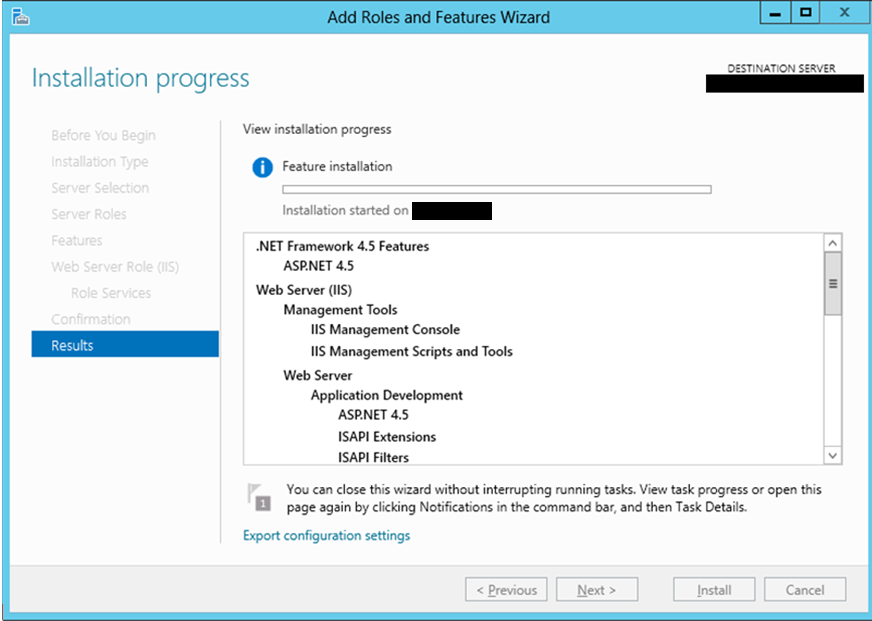 Add Roles and Features Wizard
Installation progress
DESTINATION SERVER
Before You Begin
Installation Type
Server Selection
Server Roles
Features
Web Server Role (IIS)
Role Services
Confirmation
Results
View installation progress
Feature installation
Installation started on
.NET Framework 4.5 Features
ASP.NET 4.5
Web Server (IIS)
Management Tools
IIS Management Console
IIS Management Scripts and Tools
Web Server
Application Development
ASP.NET 4.5
ISAPI Extensions
ISAPI Filters
1
You can close this wizard without interrupting running tasks. View task progress or open this
page again by clicking Notifications in the command bar, and then Task Details.
Export configuration settings
< Previous
Next >
Install
Cancel